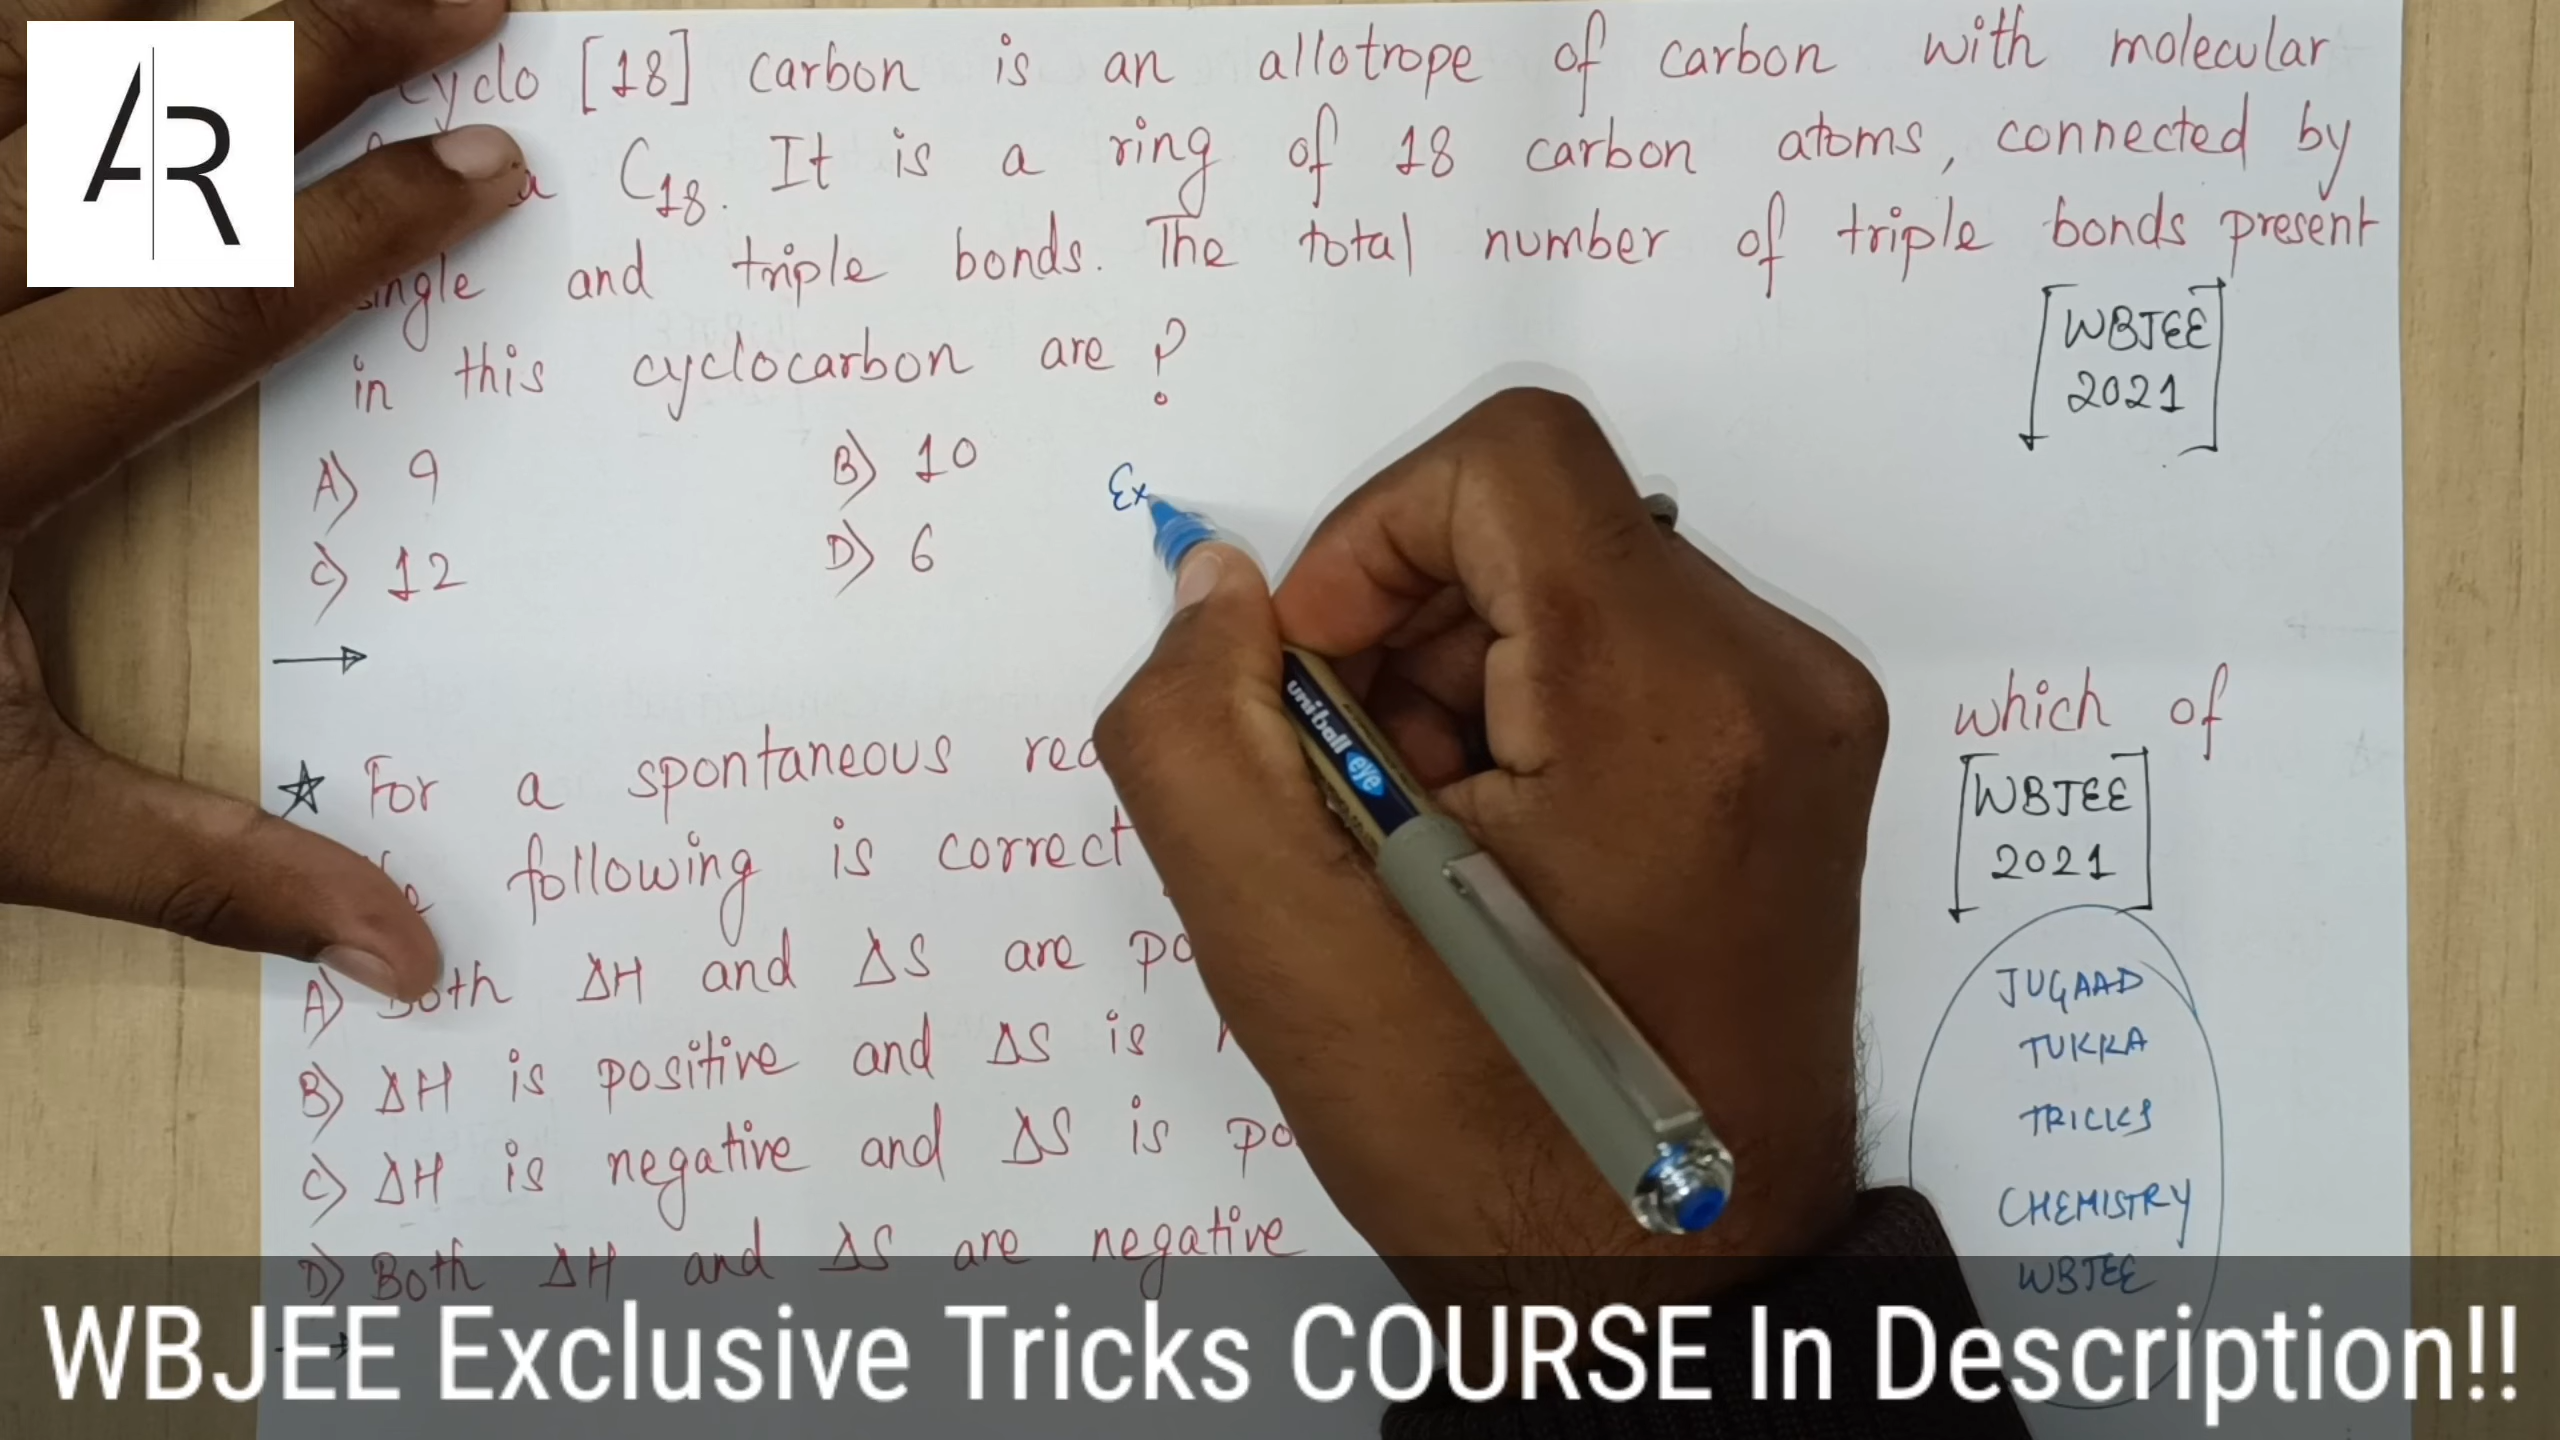 AR
cyclo [18] carbon is an allotrope of carbon with molecular
C18. It is a ring of 18 carbon atoms, connected by
single and triple bonds. The total number of triple bonds present
in this cyclocarbon are ?
[WBJEE
2021]
A) 9
B) 10
Ex
C) 12
D) 6
→
☆ For a spontaneous
which of
following is correct
[WBJEE
2021]
A) Both ΔH and ΔS are
B) ΔH is positive and ΔS is
C) ΔH is negative and ΔS is
D) Both ΔH and ΔS are negative
JUGAAD
TUKKA
TRICKS
CHEMISTRY
WBJEE
uniball eye
WBJEE Exclusive Tricks COURSE In Description!!